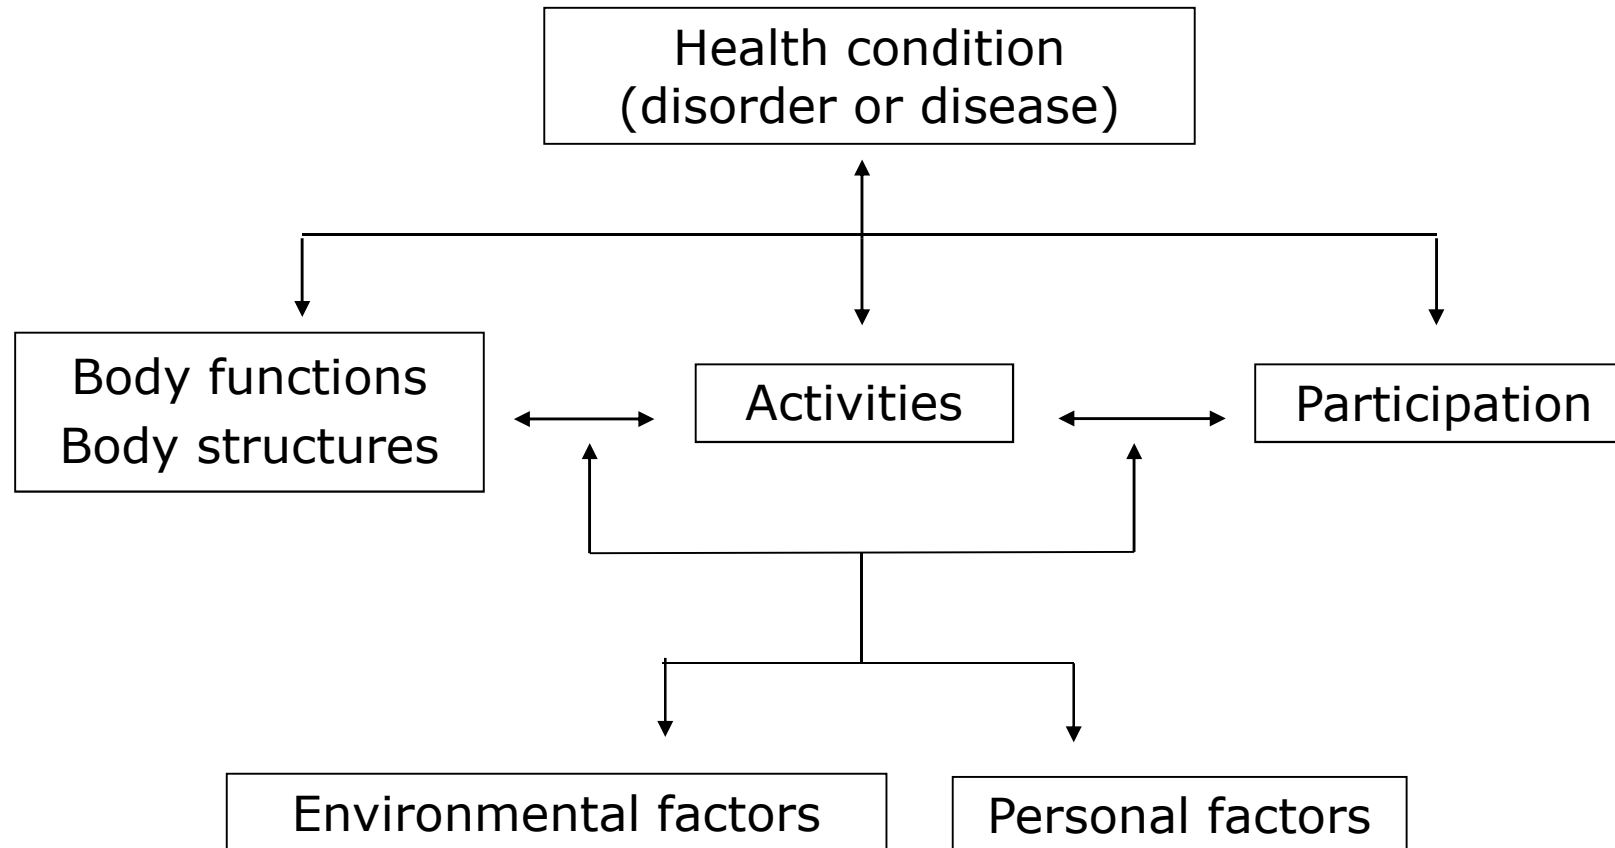 Health condition
(disorder or disease)
Body functions
Body structures
Activities
Participation
Environmental factors
Personal factors